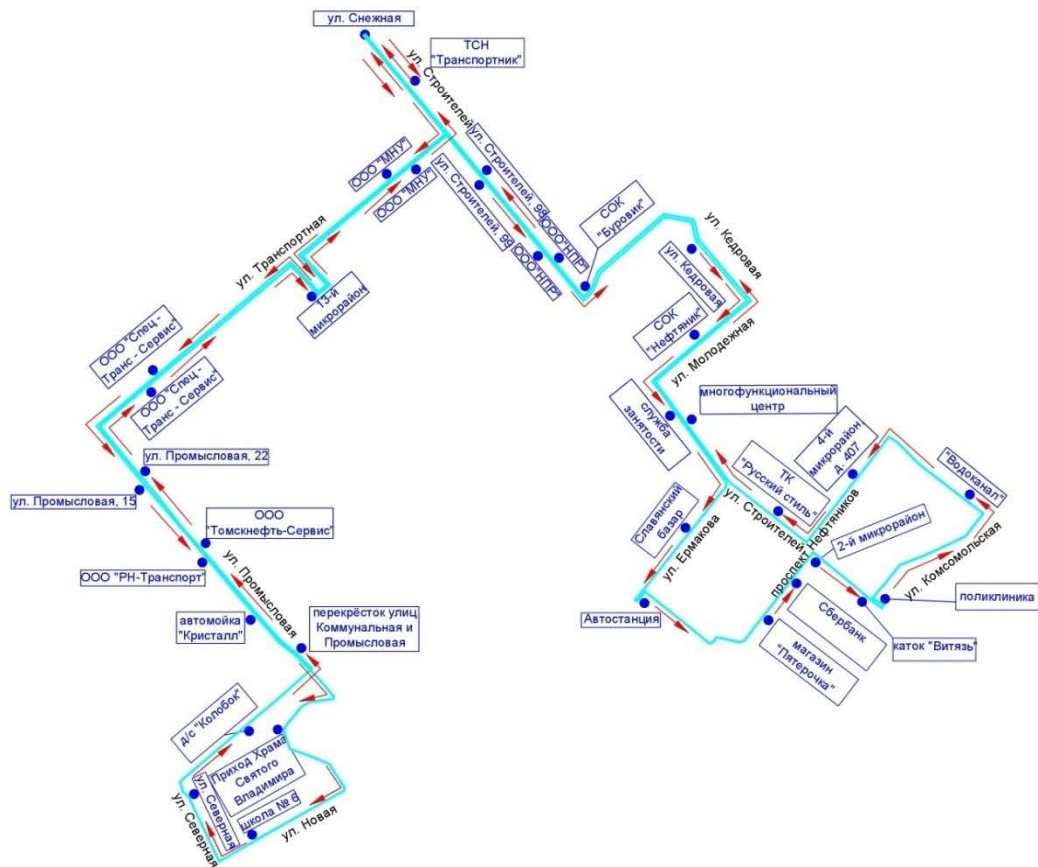 ул. Снежная
ТСН
"Транспортник"
ул. Строителей
ООО "МНУ"
ООО "МНУ"
ул. Строителей, 98
ул. Строителей, 99
ООО"НПР"
ООО"НПР"
СОК
"Буровик"
ул. Кедровая
ул. Кедровая
ул. Транспортная
13-й
микрорайон
СОК
"Нефтяник"
ул. Молодежная
ООО "Спец -
Транс - Сервис"
ООО "Спец -
Транс - Сервис"
многофункциональный
центр
служба
занятости
4-й
микрорайон
д. 407
ТК
"Русский стиль"
"Водоканал"
ул. Промысловая, 22
ул. Промысловая, 15
Славянский
базар
ул. Строителей
проспект Нефтяников
2-й микрорайон
ООО
"Томскнефть-Сервис"
ул. Ермакова
ул. Комсомольская
ООО "РН-Транспорт"
ул. Промысловая
поликлиника
Автостанция
Сбербанк
каток "Витязь"
магазин
"Пятерочка"
автомойка
"Кристалл"
перекрёсток улиц
Коммунальная и
Промысловая
д/с "Колобок"
Приход Храма
Святого
Владимира
ул. Северная
школа № 6
ул. Северная
ул. Новая